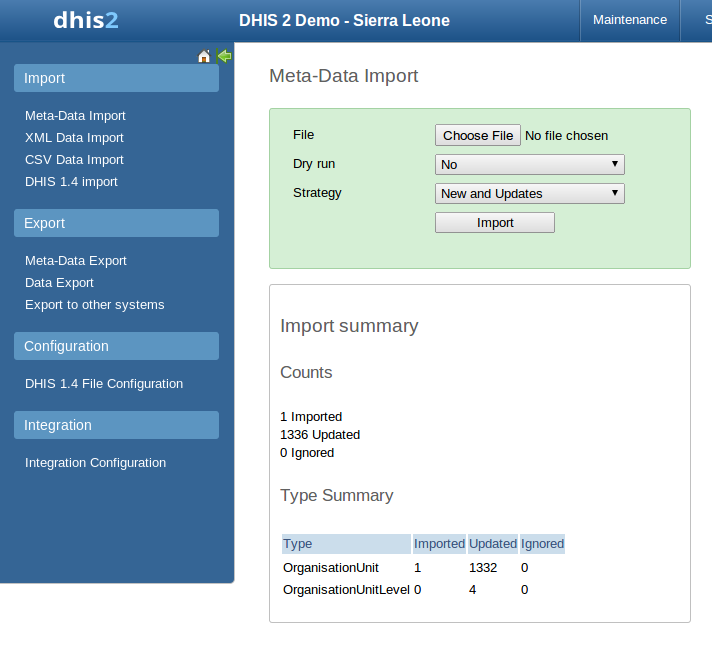 dhis2
DHIS 2 Demo - Sierra Leone
Maintenance
S
Import
Meta-Data Import
XML Data Import
CSV Data Import
DHIS 1.4 import
Export
Meta-Data Export
Data Export
Export to other systems
Configuration
DHIS 1.4 File Configuration
Integration
Integration Configuration
Meta-Data Import
File Choose File No file chosen
Dry run No
Strategy New and Updates
Import
Import summary
Counts
1 Imported
1336 Updated
0 Ignored
Type Summary
Type Imported Updated Ignored
OrganisationUnit 1 1332 0
OrganisationUnitLevel 0 4 0